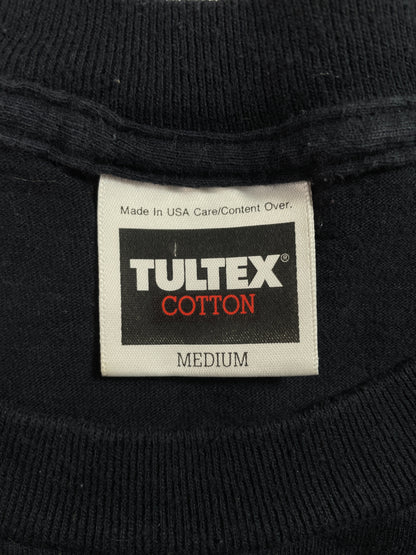 Made In USA Care/Content Over.
TULTEX®
COTTON
MEDIUM